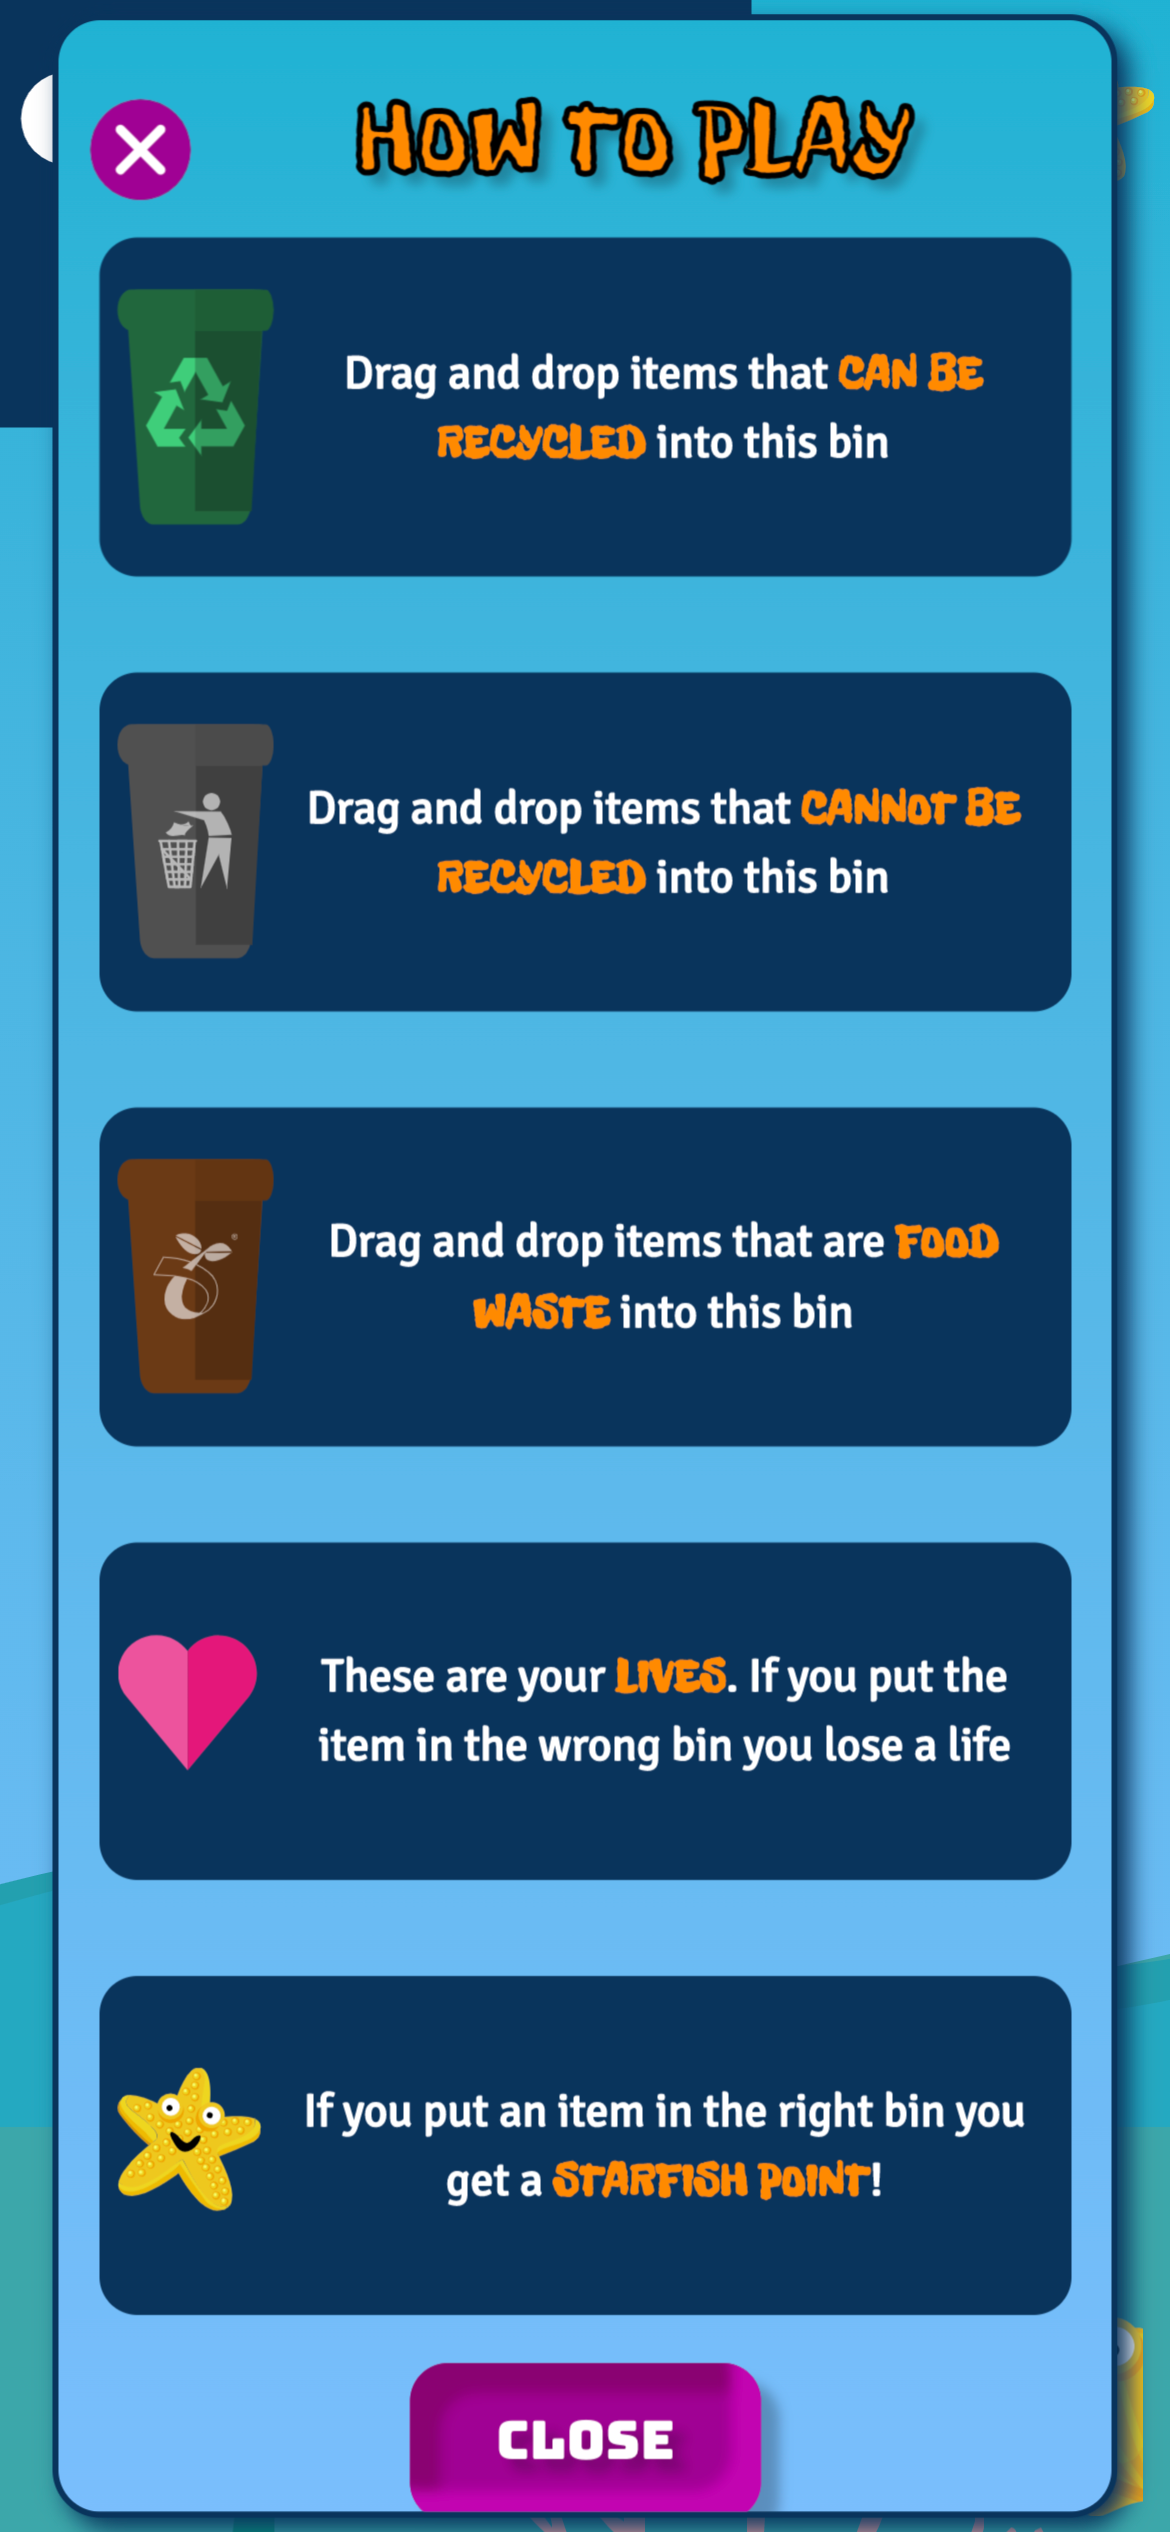 HOW TO PLAY
Drag and drop items that CAN BE
RECYCLED into this bin
Drag and drop items that CANNOT BE
RECYCLED into this bin
Drag and drop items that are FOOD
WASTE into this bin
These are your LIVES. If you put the
item in the wrong bin you lose a life
If you put an item in the right bin you
get a STARFISH POINT!
CLOSE